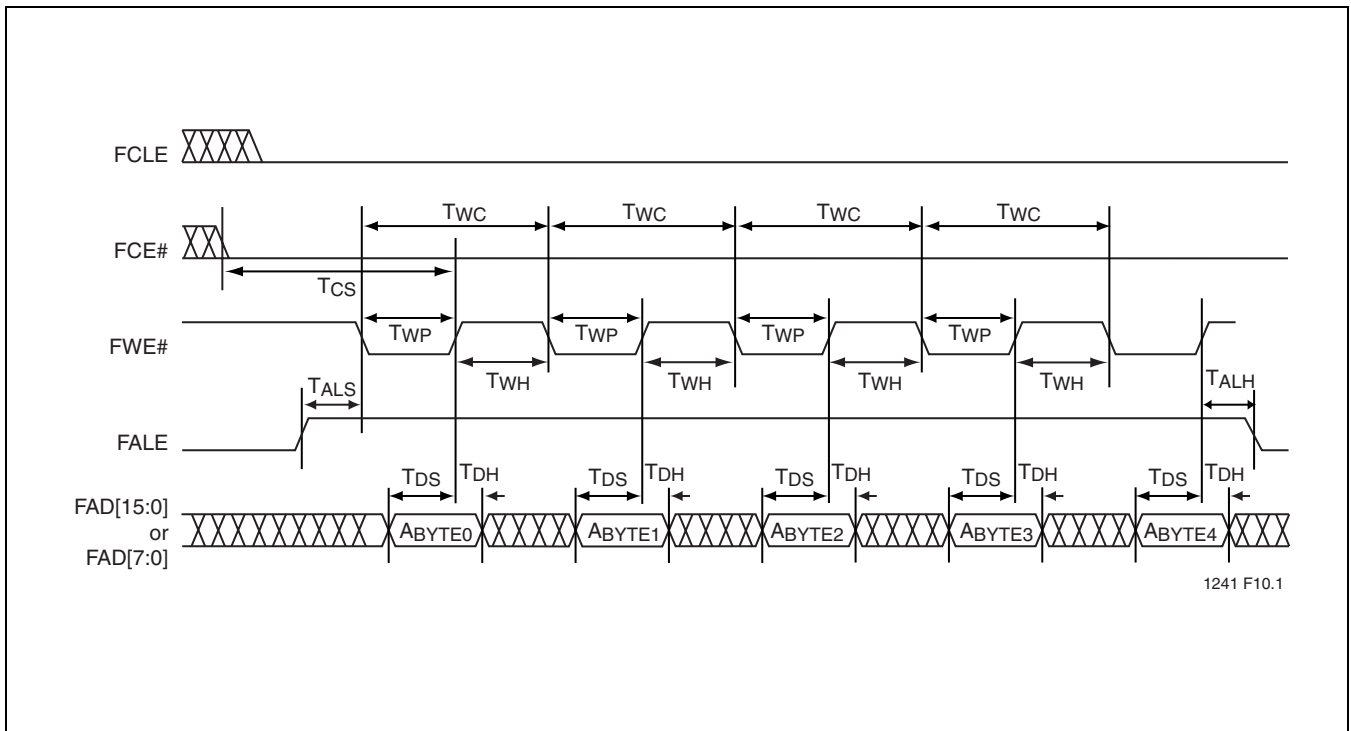 FCLE
TWC TWC TWC TWC
FCE#
TCS
TWP TWP TWP TWP
FWE#
TWH TWH TWH TWH
TALS TALH
FALE
TDS TDH TDS TDH TDS TDH TDS TDH TDS TDH
FAD[15:0]
or
FAD[7:0]
ABYTE0 ABYTE1 ABYTE2 ABYTE3 ABYTE4
1241 F10.1